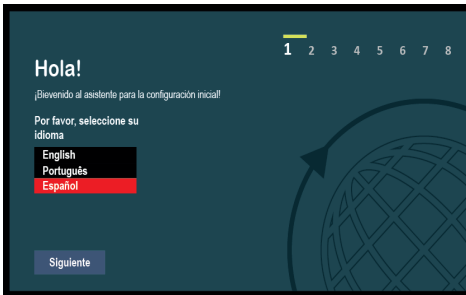 1 2 3 4 5 6 7 8
Hola!
¡Bievenido al asistente para la configuración inicial!
Por favor, seleccione su
idioma
English
Português
Español
Siguiente